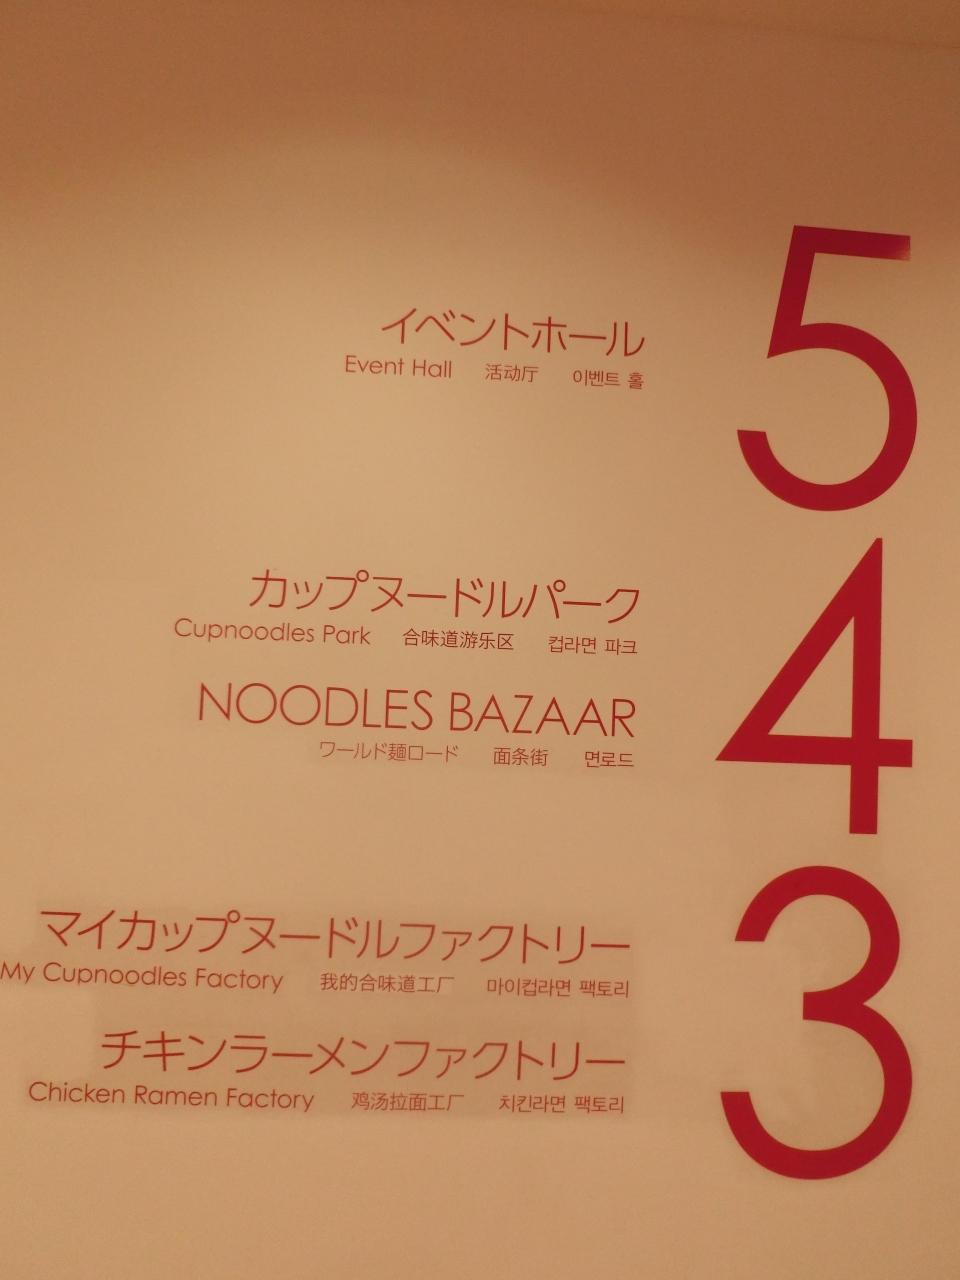 5
イベントホール
Event Hall 活动厅 이벤트 홀
4
カップヌードルパーク
Cupnoodles Park 合味道游乐区 컵라면 파크
NOODLES BAZAAR
ワールド麺ロード 面条街 면로드
3
マイカップヌードルファクトリー
My Cupnoodles Factory 我的合味道工厂 마이컵라면 팩토리
チキンラーメンファクトリー
Chicken Ramen Factory 鸡汤拉面工厂 치킨라면 팩토리